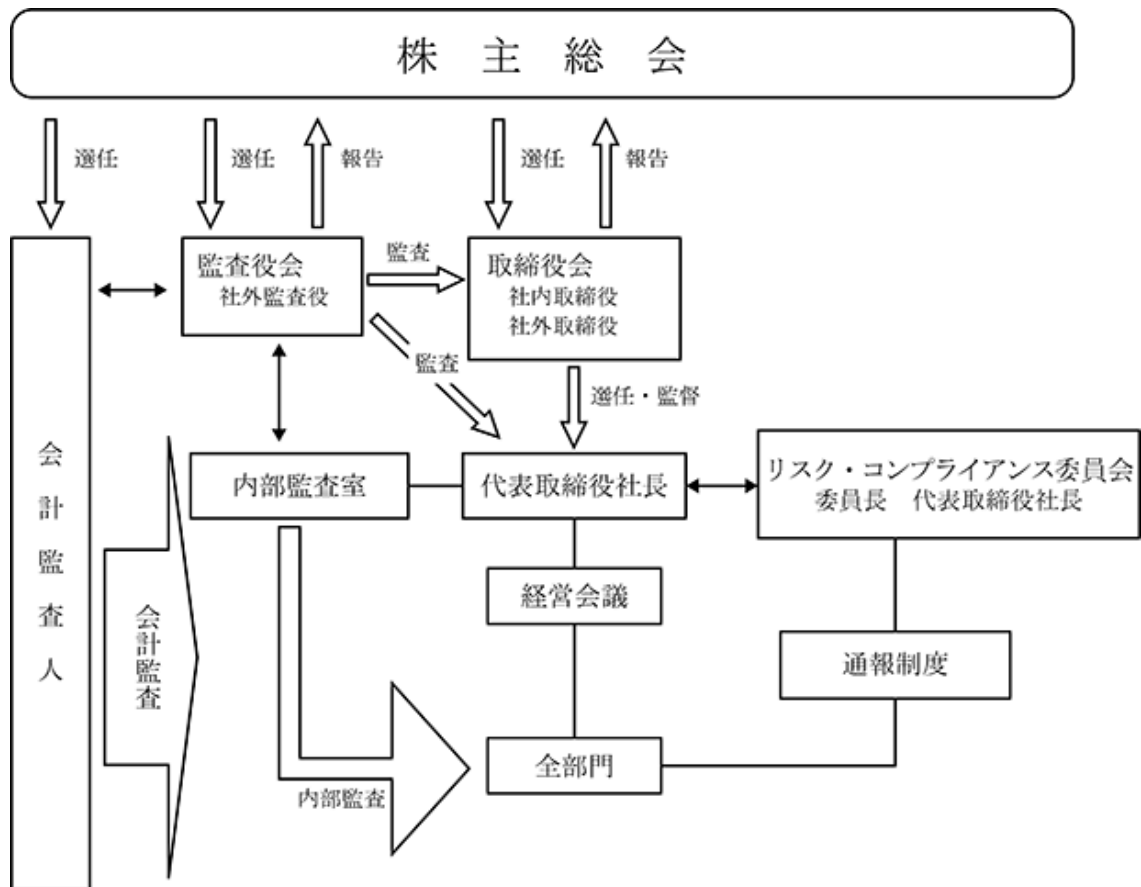 株主総会
選任
選任
報告
選任
報告
監査役会
社外監査役
監査
取締役会
社内取締役
社外取締役
監査
選任・監督
会計監査人
内部監査室
代表取締役社長
リスク・コンプライアンス委員会
委員長　代表取締役社長
経営会議
会計監査
通報制度
全部門
内部監査